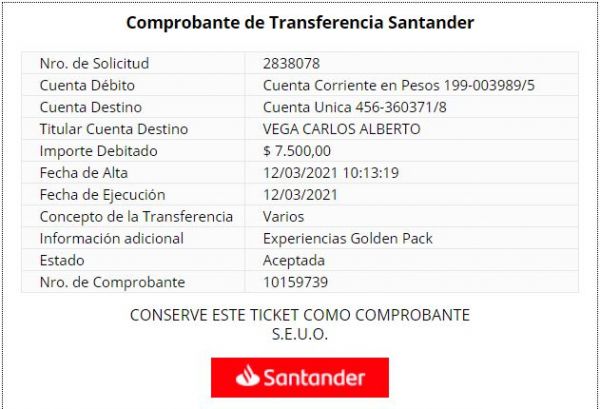 Comprobante de Transferencia Santander
Nro. de Solicitud 2838078
Cuenta Débito Cuenta Corriente en Pesos 199-003989/5
Cuenta Destino Cuenta Unica 456-360371/8
Titular Cuenta Destino VEGA CARLOS ALBERTO
Importe Debitado $ 7.500,00
Fecha de Alta 12/03/2021 10:13:19
Fecha de Ejecución 12/03/2021
Concepto de la Transferencia Varios
Información adicional Experiencias Golden Pack
Estado Aceptada
Nro. de Comprobante 10159739
CONSERVE ESTE TICKET COMO COMPROBANTE
S.E.U.O.
Santander